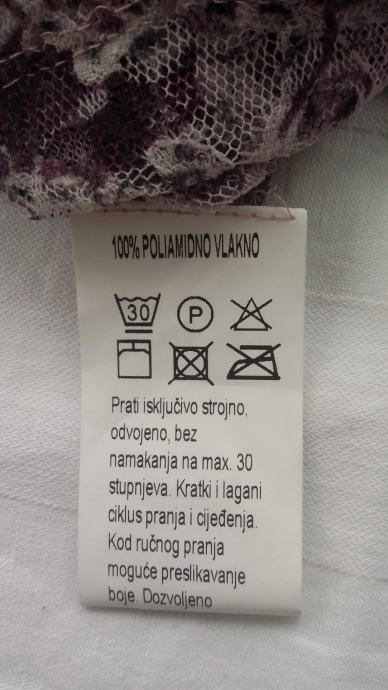 100% POLIAMIDNO VLAKNO
30 P
Prati isključivo strojno,
odvojeno, bez
namakanja na max. 30
stupnjeva. Kratki i lagani
ciklus pranja i cijeđenja.
Kod ručnog pranja
moguće preslikavanje
boje. Dozvoljeno